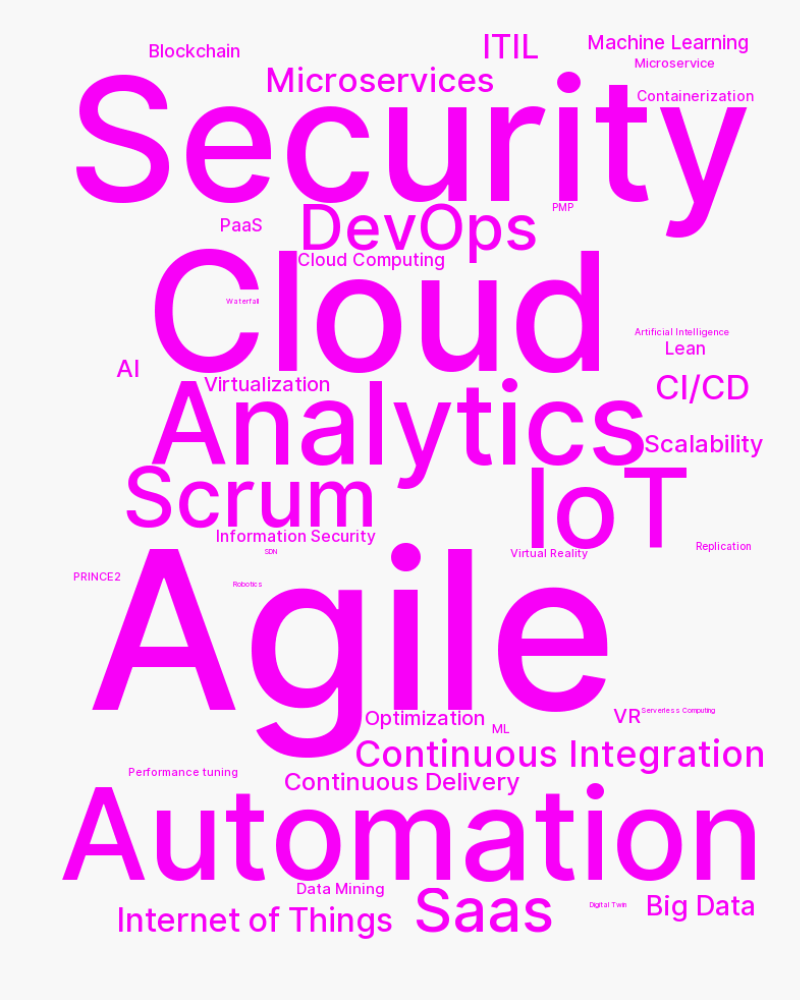 ITIL
Machine Learning
Blockchain
Microservice
Microservices
Containerization
Security
PMP
PaaS
DevOps
Cloud Computing
Cloud
Waterfall
Artificial Intelligence
Lean
AI
Virtualization
CI/CD
Analytics
Scalability
Scrum
IoT
Information Security
Replication
SDN
Virtual Reality
PRINCE2
Robotics
Agile
Serverless Computing
VR
Optimization
ML
Continuous Integration
Performance tuning
Continuous Delivery
Automation
Data Mining
Digital Twin
Big Data
Saas
Internet of Things